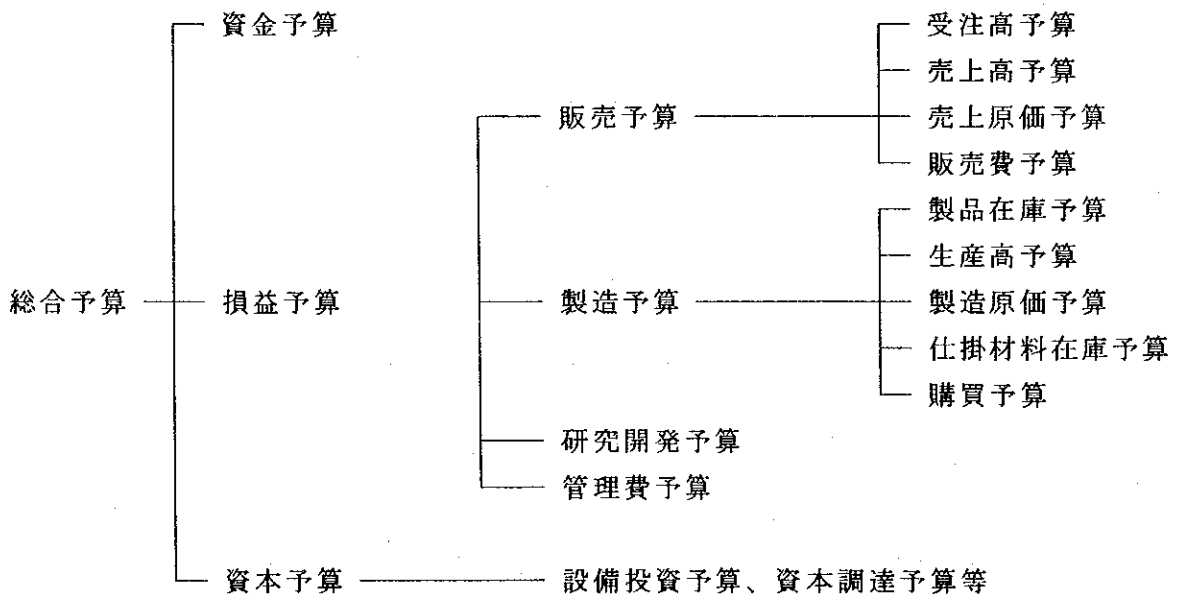 資金予算
受注高予算
売上高予算
販売予算
売上原価予算
販売費予算
製品在庫予算
生産高予算
総合予算
損益予算
製造予算
製造原価予算
仕掛材料在庫予算
購買予算
研究開発予算
管理費予算
資本予算
設備投資予算、資本調達予算等